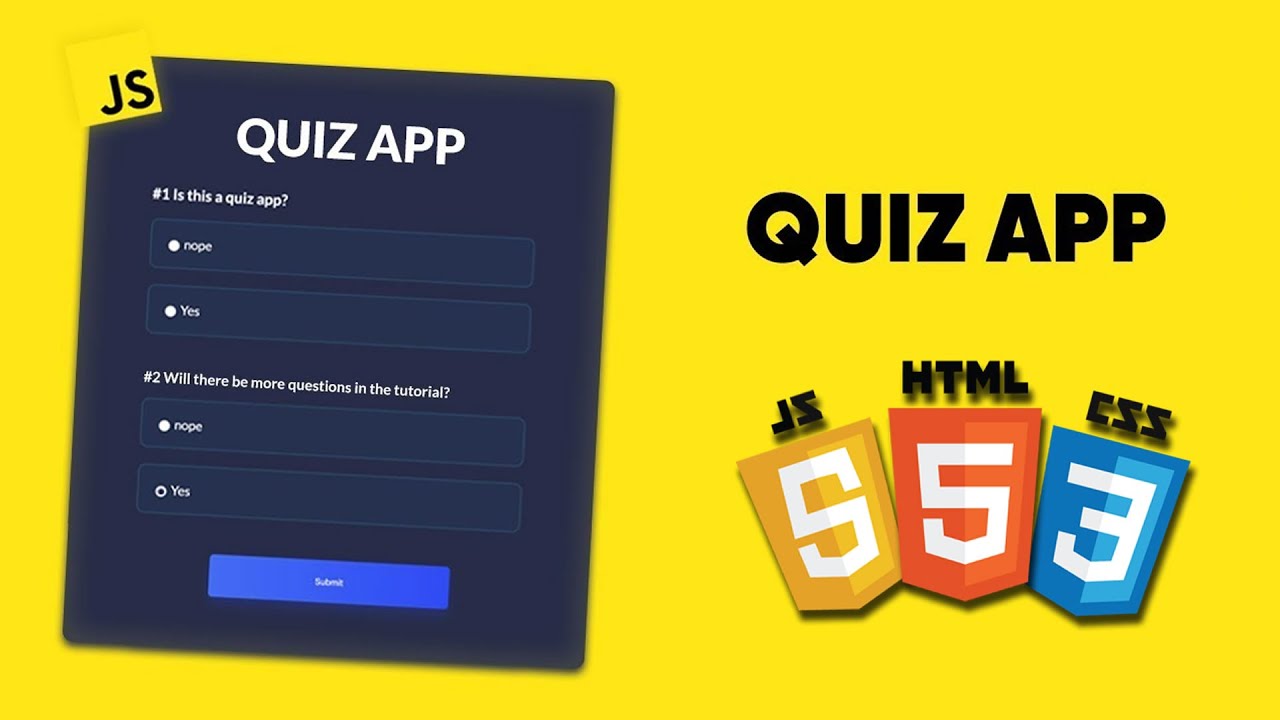 JS
QUIZ APP
#1 Is this a quiz app?
nope
Yes
#2 Will there be more questions in the tutorial?
nope
Yes
Submit
QUIZ APP
JS
HTML
CSS
S
5
3